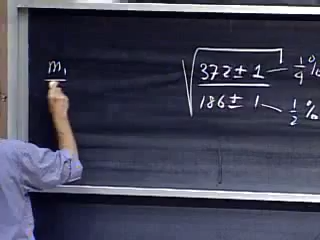 m₁
√ 372 ± 1 — 1/4 %
186 ± 1 — 1/2 %